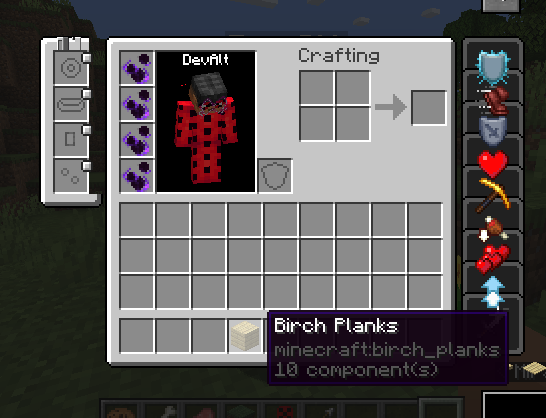 DevAlt
Crafting
Birch Planks
minecraft:birch_planks
10 component(s)